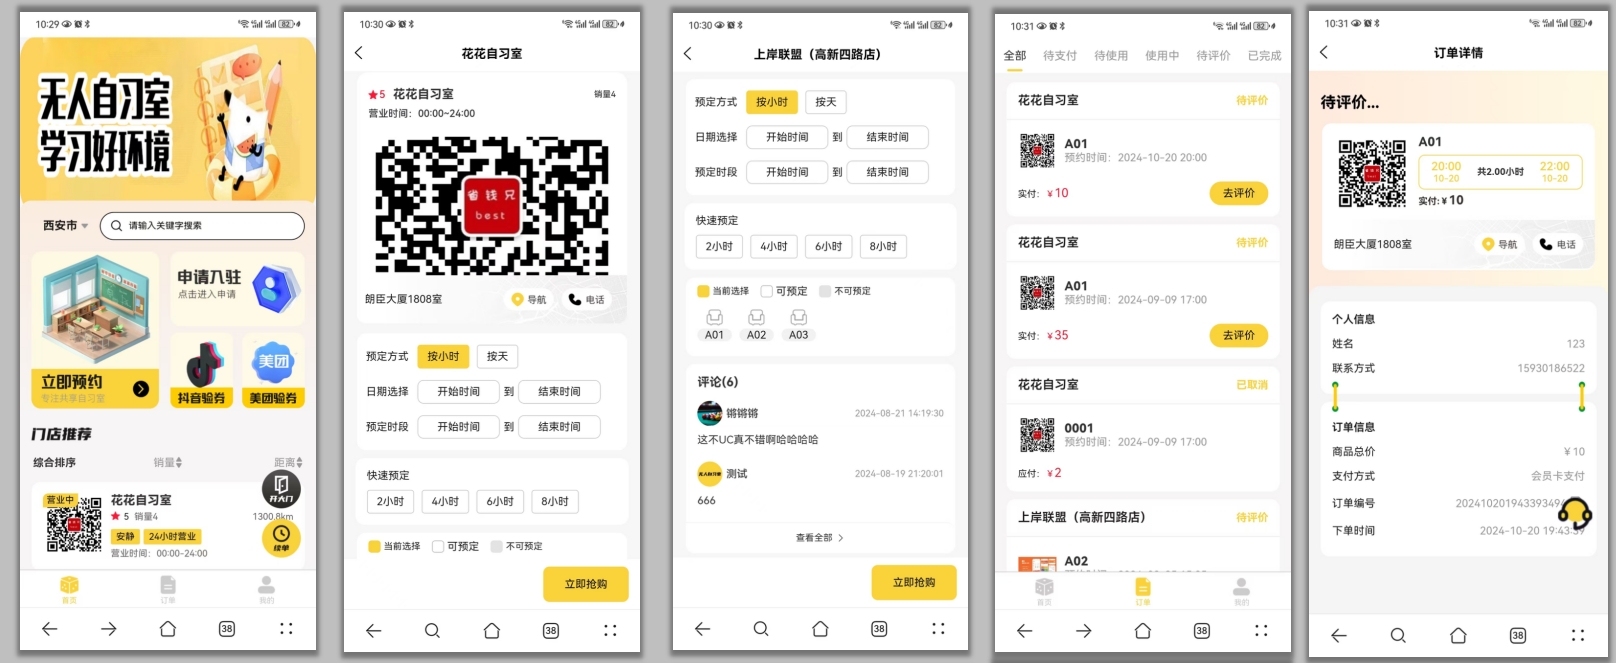 10:29
82
无人自习室
学习好环境
西安市
请输入关键字搜索
申请入驻
点击进入申请
立即预约
专注共享自习室
抖音验券
美团
美团验券
门店推荐
综合排序 销量 距离
营业中
花花自习室
5 销量4
1300.8km
安静 24小时营业
营业时间：00:00-24:00
开大门
续单
首页 订单 我的
38
10:30
82
花花自习室
5 花花自习室 销量4
营业时间：00:00~24:00
省钱兄
best
朗臣大厦1808室 导航 电话
预定方式 按小时 按天
日期选择 开始时间 到 结束时间
预定时段 开始时间 到 结束时间
快速预定
2小时 4小时 6小时 8小时
当前选择 可预定 不可预定
立即抢购
38
10:30
82
上岸联盟（高新四路店）
预定方式 按小时 按天
日期选择 开始时间 到 结束时间
预定时段 开始时间 到 结束时间
快速预定
2小时 4小时 6小时 8小时
当前选择 可预定 不可预定
A01 A02 A03
评论(6)
锵锵锵 2024-08-21 14:19:30
这不UC真不错啊哈哈哈哈
测试 2024-08-19 21:20:01
666
查看全部
立即抢购
38
10:31
82
全部 待支付 待使用 使用中 待评价 已完成
花花自习室 待评价
A01
预约时间：2024-10-20 20:00
实付：￥10 去评价
花花自习室 待评价
A01
预约时间：2024-09-09 17:00
实付：￥35 去评价
花花自习室 已取消
0001
预约时间：2024-09-09 17:00
应付：￥2
上岸联盟（高新四路店） 待评价
A02
首页 订单 我的
38
10:31
82
订单详情
待评价...
A01
20:00 共2.00小时 22:00
10-20 10-20
实付:￥10
朗臣大厦1808室 导航 电话
个人信息
姓名 123
联系方式 15930186522
订单信息
商品总价 ￥10
支付方式 会员卡支付
订单编号 202410201943393494
下单时间 2024-10-20 19:43:39
38